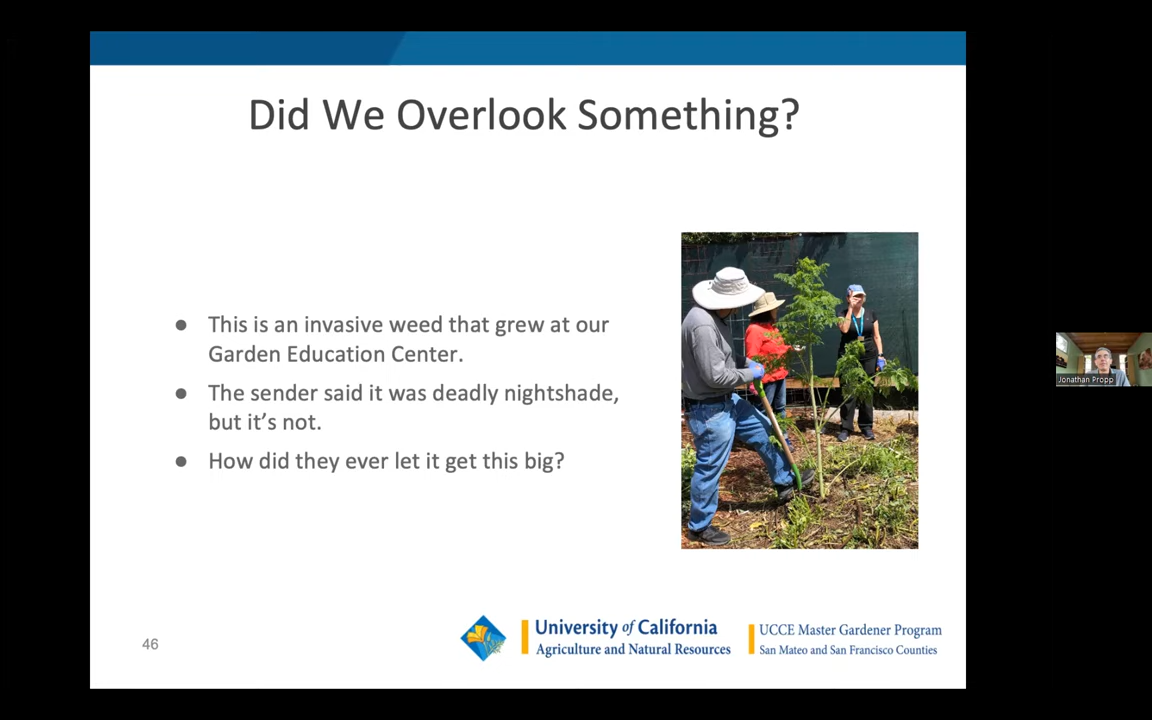 Did We Overlook Something?
● This is an invasive weed that grew at our
Garden Education Center.
● The sender said it was deadly nightshade,
but it's not.
● How did they ever let it get this big?
Jonathan Propp
46
University of California
Agriculture and Natural Resources
UCCE Master Gardener Program
San Mateo and San Francisco Counties